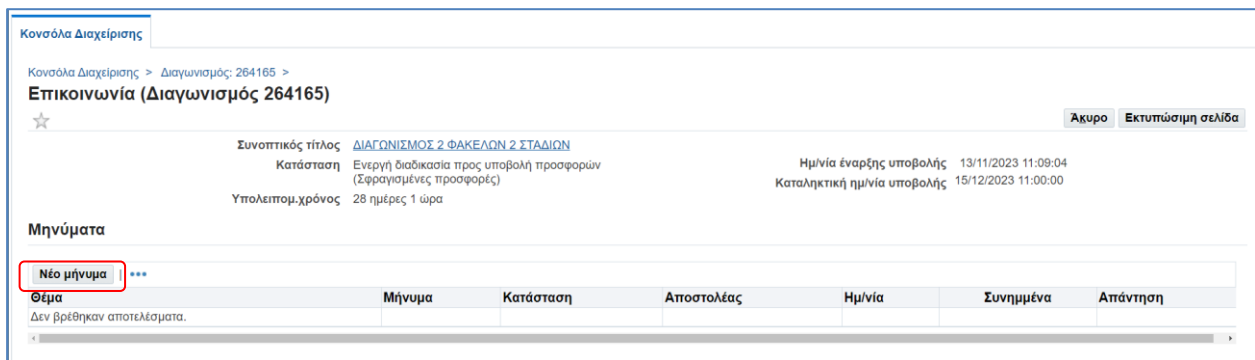 Κονσόλα Διαχείρισης
Κονσόλα Διαχείρισης > Διαγωνισμός: 264165 >
Επικοινωνία (Διαγωνισμός 264165)
Άκυρο Εκτυπώσιμη σελίδα
Συνοπτικός τίτλος ΔΙΑΓΩΝΙΣΜΟΣ 2 ΦΑΚΕΛΩΝ 2 ΣΤΑΔΙΩΝ
Κατάσταση Ενεργή διαδικασία προς υποβολή προσφορών
(Σφραγισμένες προσφορές)
Υπολειπομ.χρόνος 28 ημέρες 1 ώρα
Ημ/νία έναρξης υποβολής 13/11/2023 11:09:04
Καταληκτική ημ/νία υποβολής 15/12/2023 11:00:00
Μηνύματα
Νέο μήνυμα | •••
Θέμα Μήνυμα Κατάσταση Αποστολέας Ημ/νία Συνημμένα Απάντηση
Δεν βρέθηκαν αποτελέσματα.